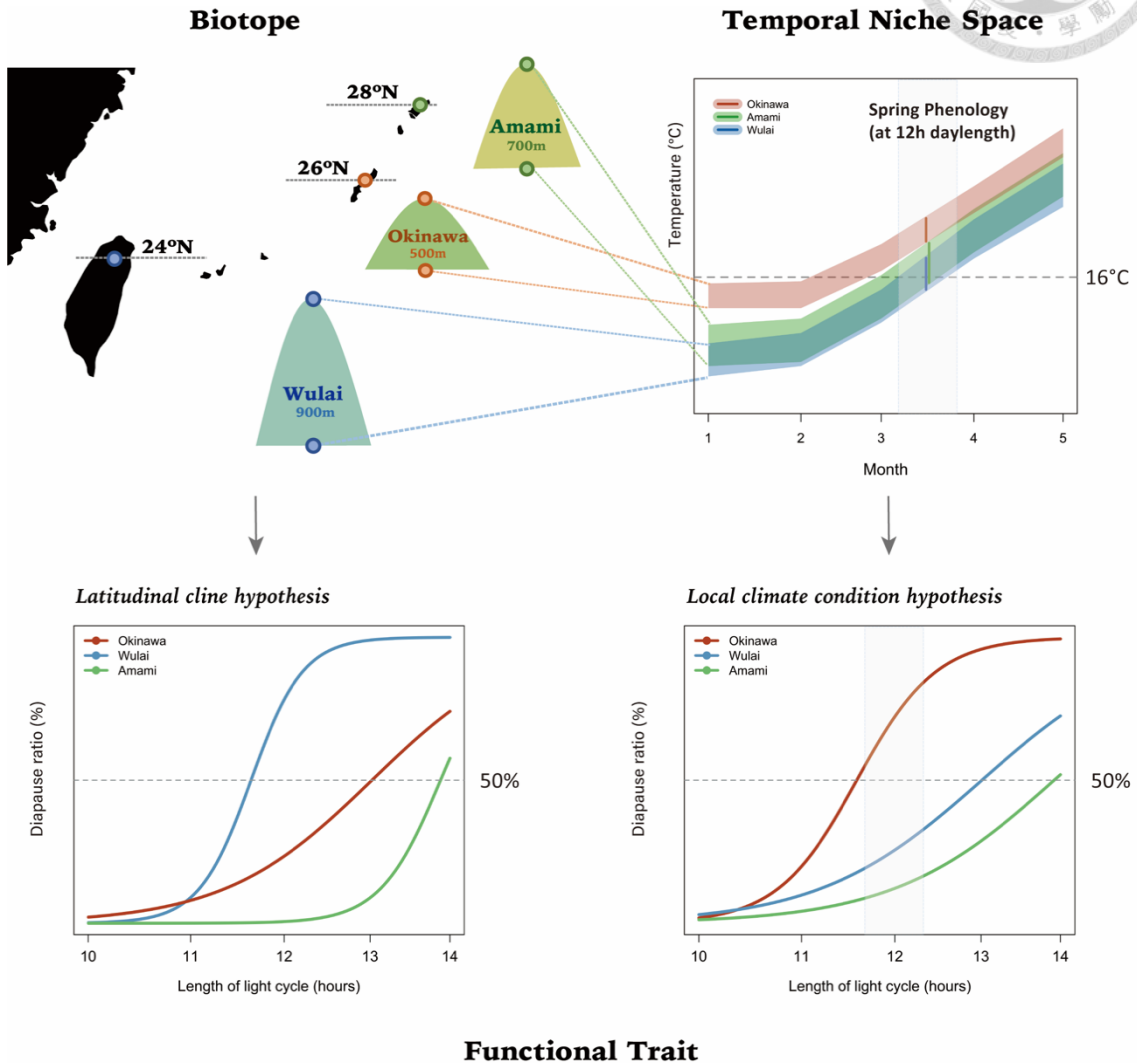 Biotope
Temporal Niche Space
學 勵
28ºN
26ºN
24ºN
Amami
700m
Okinawa
500m
Wulai
900m
Okinawa
Amami
Wulai
Spring Phenology
(at 12h daylength)
Temperature (°C)
16°C
1 2 3 4 5
Month
Latitudinal cline hypothesis
Okinawa
Wulai
Amami
Diapause ratio (%)
50%
10 11 12 13 14
Length of light cycle (hours)
Local climate condition hypothesis
Okinawa
Wulai
Amami
Diapause ratio (%)
50%
10 11 12 13 14
Length of light cycle (hours)
Functional Trait